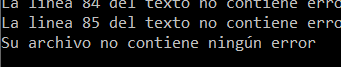 La linea 84 del texto no contiene erro
La linea 85 del texto no contiene erro
Su archivo no contiene ningún error